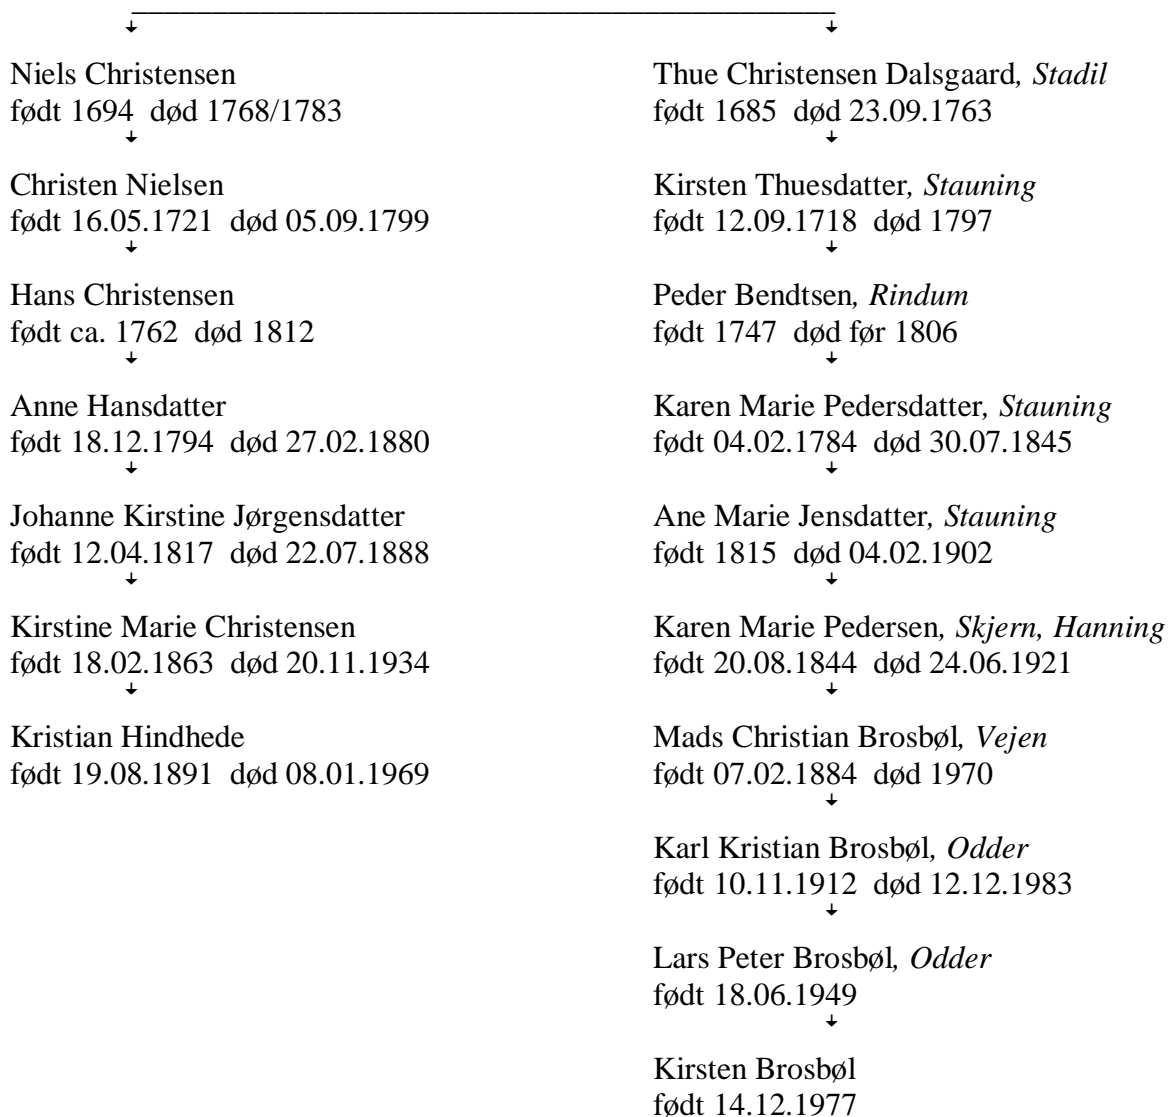 Niels Christensen
født 1694 død 1768/1783
Christen Nielsen
født 16.05.1721 død 05.09.1799
Hans Christensen
født ca. 1762 død 1812
Anne Hansdatter
født 18.12.1794 død 27.02.1880
Johanne Kirstine Jørgensdatter
født 12.04.1817 død 22.07.1888
Kirstine Marie Christensen
født 18.02.1863 død 20.11.1934
Kristian Hindhede
født 19.08.1891 død 08.01.1969
Thue Christensen Dalsgaard, Stadil
født 1685 død 23.09.1763
Kirsten Thuesdatter, Stauning
født 12.09.1718 død 1797
Peder Bendtsen, Rindum
født 1747 død før 1806
Karen Marie Pedersdatter, Stauning
født 04.02.1784 død 30.07.1845
Ane Marie Jensdatter, Stauning
født 1815 død 04.02.1902
Karen Marie Pedersen, Skjern, Hanning
født 20.08.1844 død 24.06.1921
Mads Christian Brosbøl, Vejen
født 07.02.1884 død 1970
Karl Kristian Brosbøl, Odder
født 10.11.1912 død 12.12.1983
Lars Peter Brosbøl, Odder
født 18.06.1949
Kirsten Brosbøl
født 14.12.1977